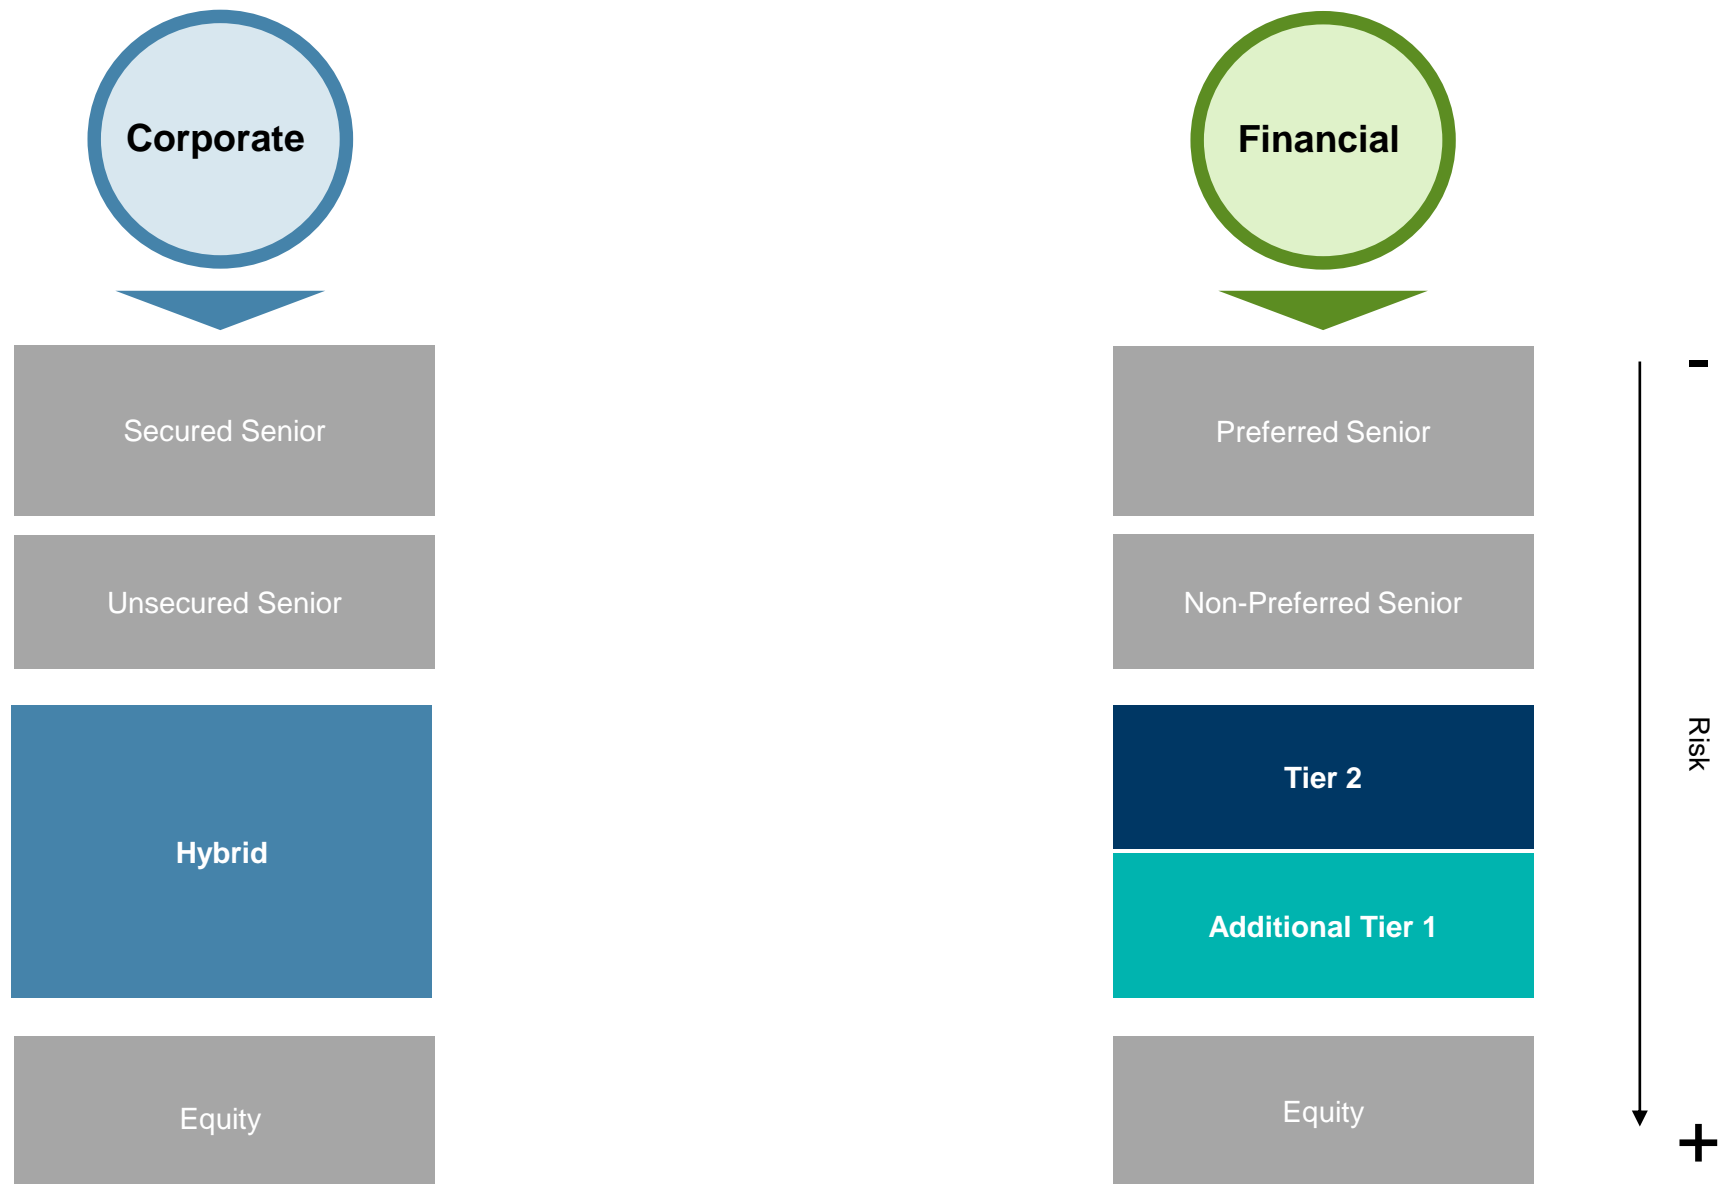 Corporate
Financial
Secured Senior
Preferred Senior
-
Unsecured Senior
Non-Preferred Senior
Hybrid
Tier 2
Additional Tier 1
Risk
Equity
Equity
+